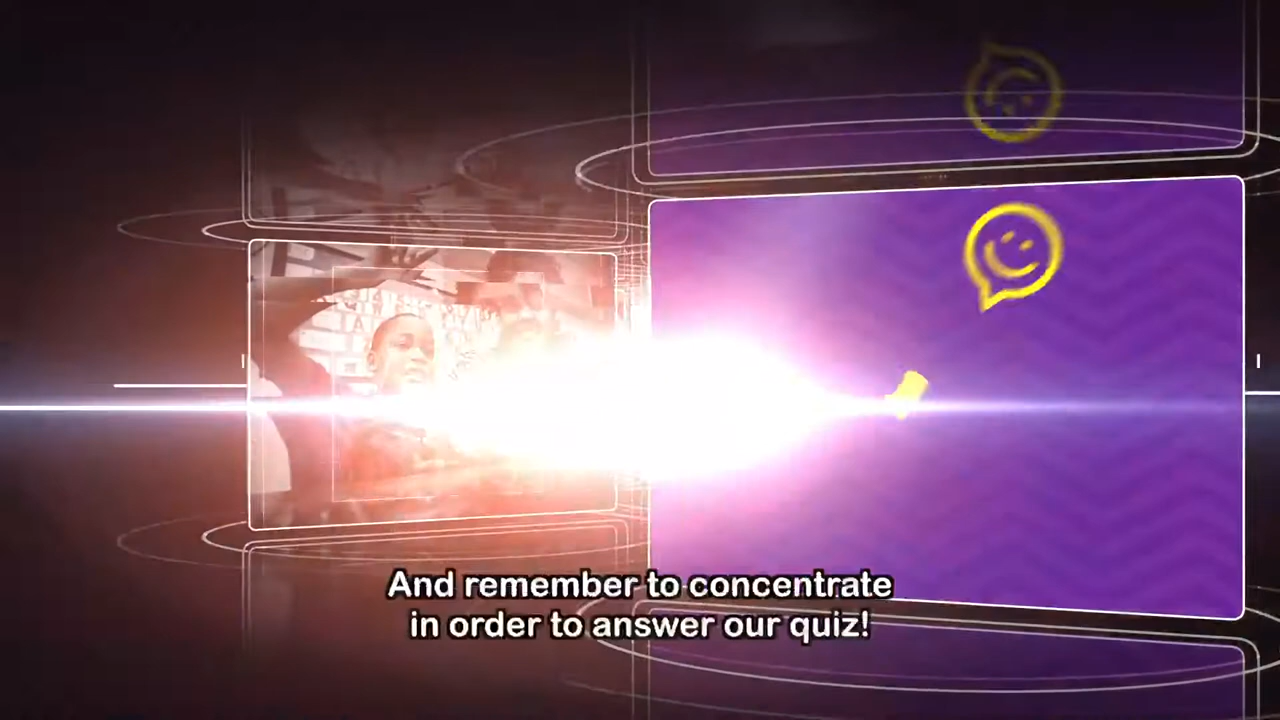 And remember to concentrate
in order to answer our quiz!